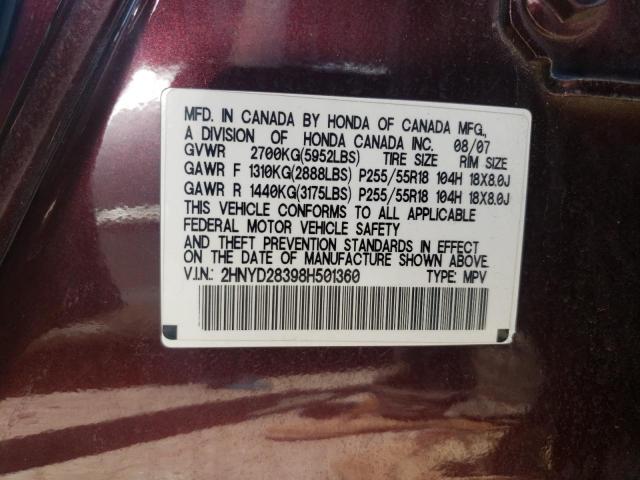 MFD. IN CANADA BY HONDA OF CANADA MFG.,
A DIVISION OF HONDA CANADA INC. 08/07
GVWR 2700KG(5952LBS) TIRE SIZE RIM SIZE
GAWR F 1310KG(2888LBS) P255/55R18 104H 18X8.0J
GAWR R 1440KG(3175LBS) P255/55R18 104H 18X8.0J
THIS VEHICLE CONFORMS TO ALL APPLICABLE
FEDERAL MOTOR VEHICLE SAFETY
AND THEFT PREVENTION STANDARDS IN EFFECT
ON THE DATE OF MANUFACTURE SHOWN ABOVE.
V.I.N.: 2HNYD28398H501360 TYPE: MPV